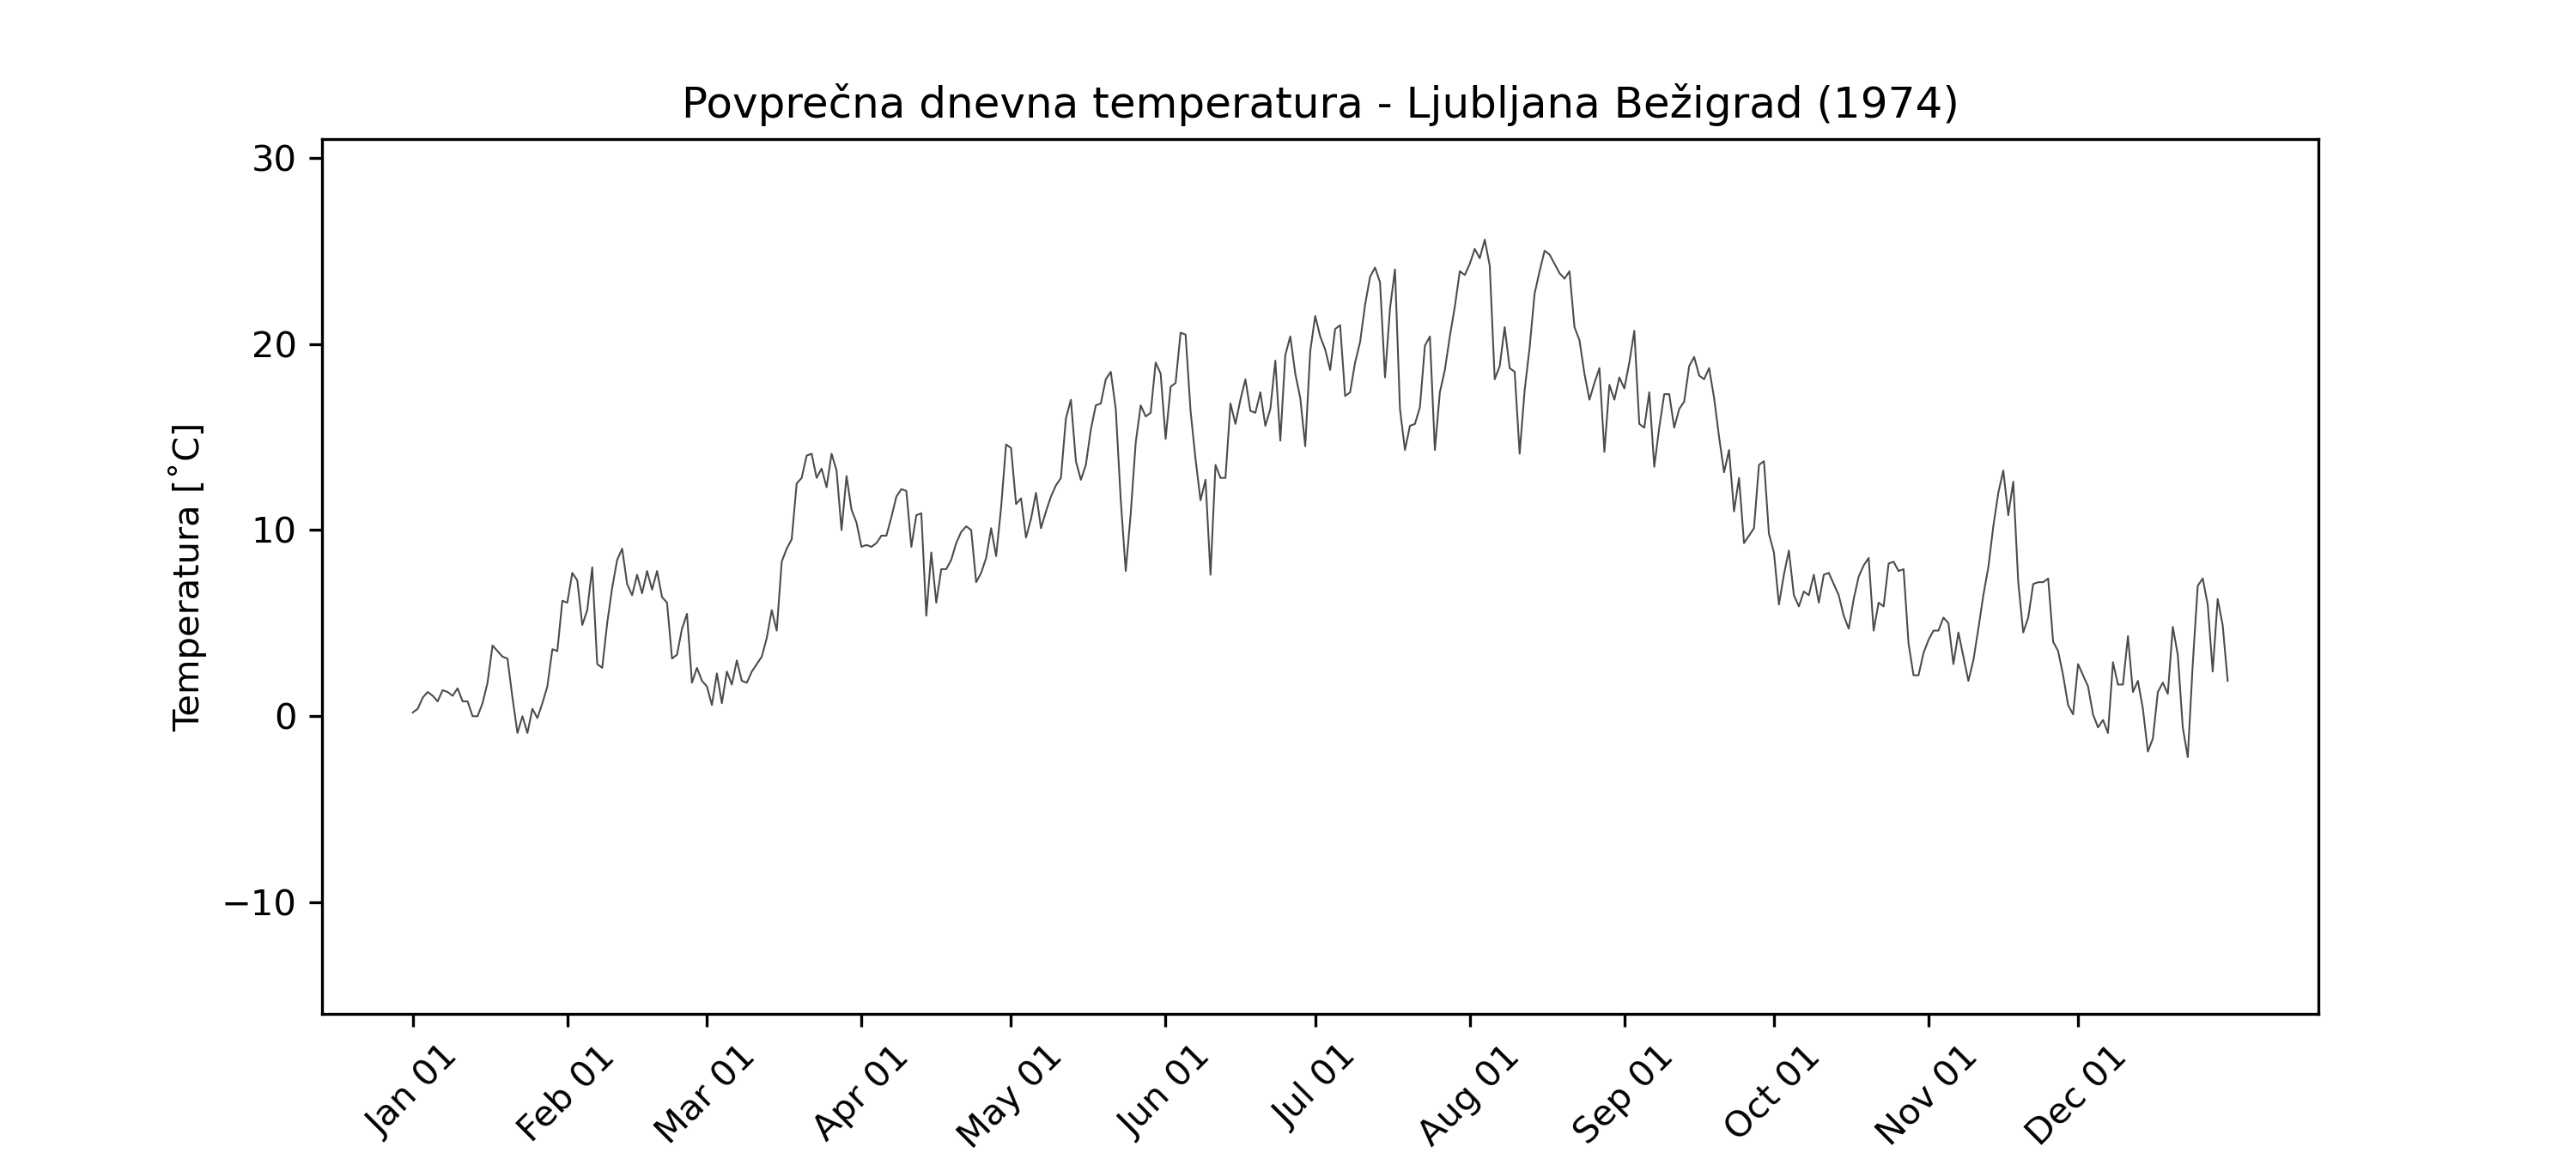 Povprečna dnevna temperatura - Ljubljana Bežigrad (1974)
30
20
10
0
−10
Temperatura [˚C]
Jan 01
Feb 01
Mar 01
Apr 01
May 01
Jun 01
Jul 01
Aug 01
Sep 01
Oct 01
Nov 01
Dec 01